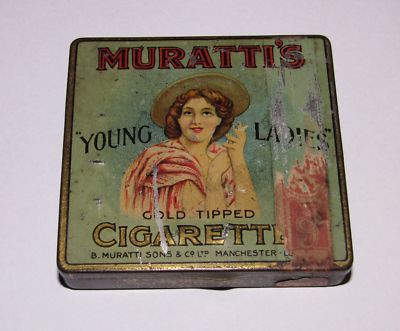 MURATTI'S
"YOUNG LADIES"
GOLD TIPPED
CIGARETTE
B. MURATTI SONS & Co LTD MANCHESTER